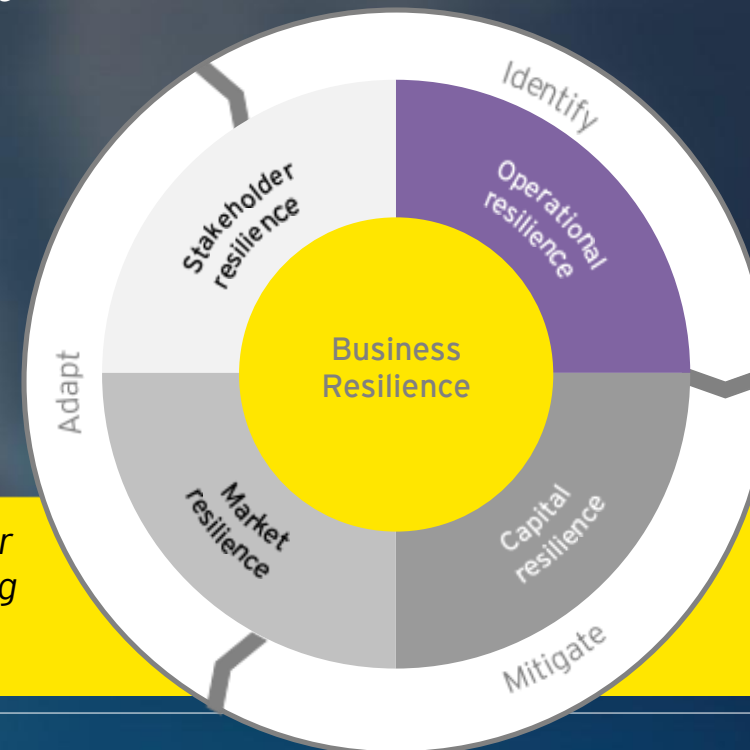 Identify
Stakeholder
resilience
Operational
resilience
Business
Resilience
Adapt
Market
resilience
Capital
resilience
Mitigate
r
g